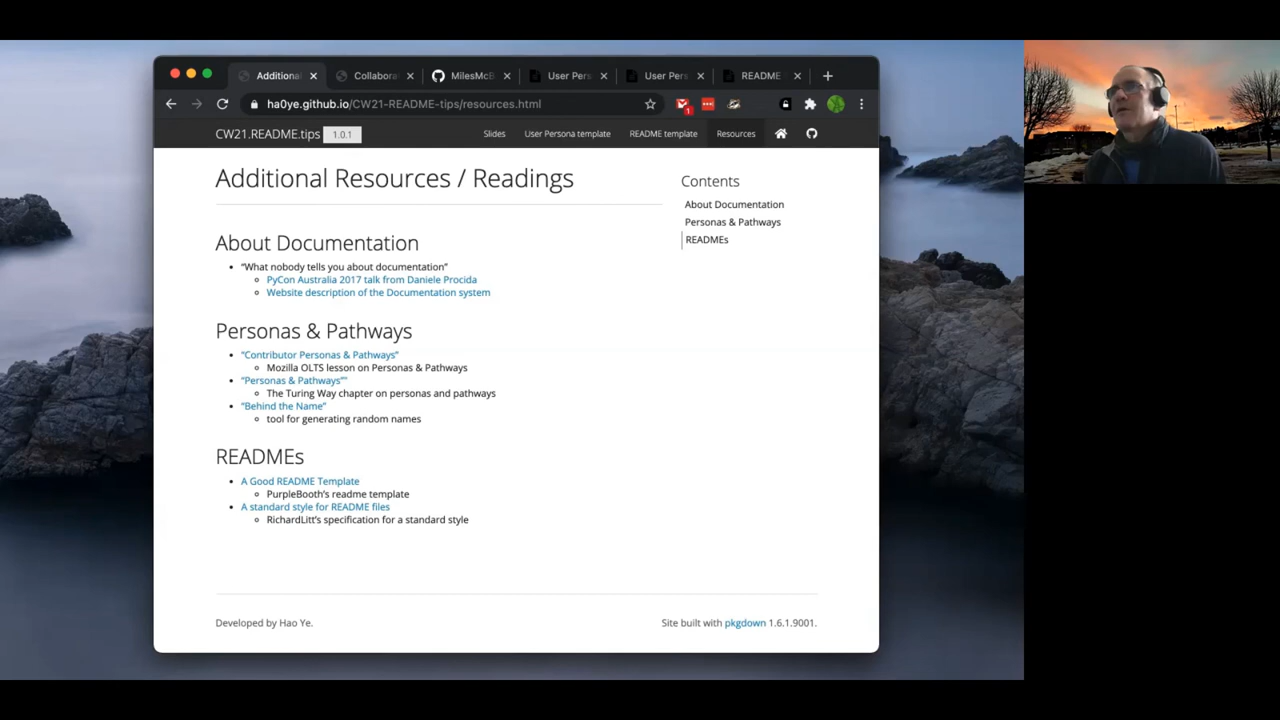 Additional
Collabora
MilesMcB
User Pers
User Pers
README
ha0ye.github.io/CW21-README-tips/resources.html
1
CW21.README.tips 1.0.1
Slides
User Persona template
README template
Resources
Additional Resources / Readings
Contents
About Documentation
Personas & Pathways
READMEs
About Documentation
“What nobody tells you about documentation”
PyCon Australia 2017 talk from Daniele Procida
Website description of the Documentation system
Personas & Pathways
“Contributor Personas & Pathways”
Mozilla OLTS lesson on Personas & Pathways
“Personas & Pathways””
The Turing Way chapter on personas and pathways
“Behind the Name”
tool for generating random names
READMEs
A Good README Template
PurpleBooth’s readme template
A standard style for README files
RichardLitt’s specification for a standard style
Developed by Hao Ye.
Site built with pkgdown 1.6.1.9001.